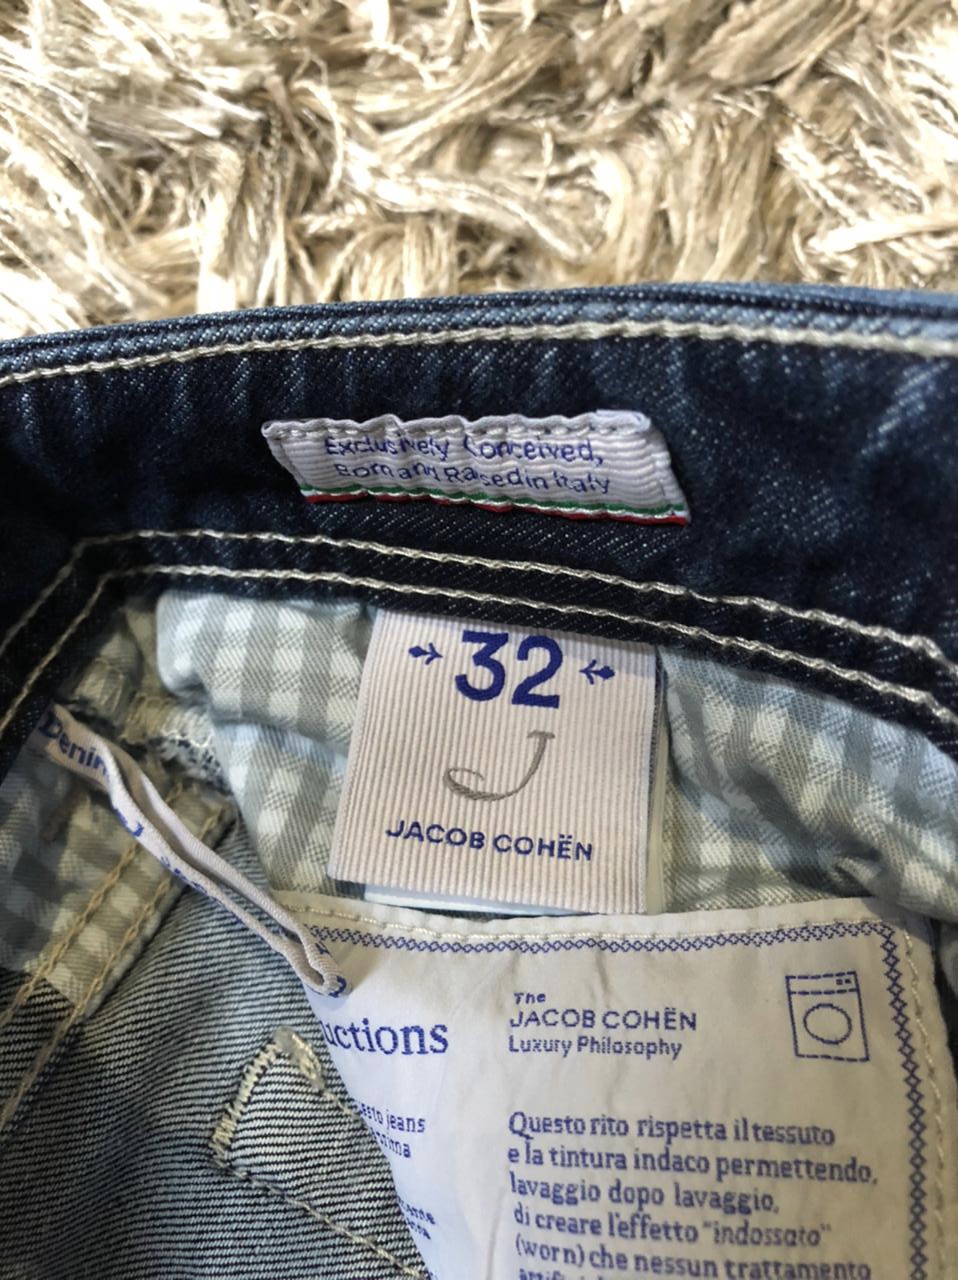 Exclusively Conceived,
Born and Raised in Italy
32
J
JACOB COHËN
Denim
uctions
The
JACOB COHËN
Luxury Philosophy
jeans
Questo rito rispetta il tessuto
e la tintura indaco permettendo,
lavaggio dopo lavaggio,
di creare l'effetto "indossato"
(worn) che nessun trattamento